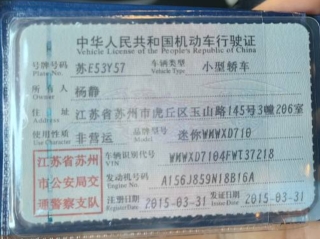 中华人民共和国机动车行驶证
Vehicle License of the People's Republic of China
号牌号码 苏E53Y57 车辆类型 小型轿车
Plate No. Vehicle Type
所有人 杨静
Owner
住址 江苏省苏州市虎丘区玉山路145号3幢206室
Address
使用性质 非营运 品牌型号 迷你WMWXD710
Use Character Model
江苏省苏州 车辆识别代号 WMWXD7104FWT37218
VIN
市公安局交 发动机号码 A156J859N18B16A
Engine No.
通警察支队 注册日期 2015-03-31 发证日期 2015-03-31
Register Date Issue Date